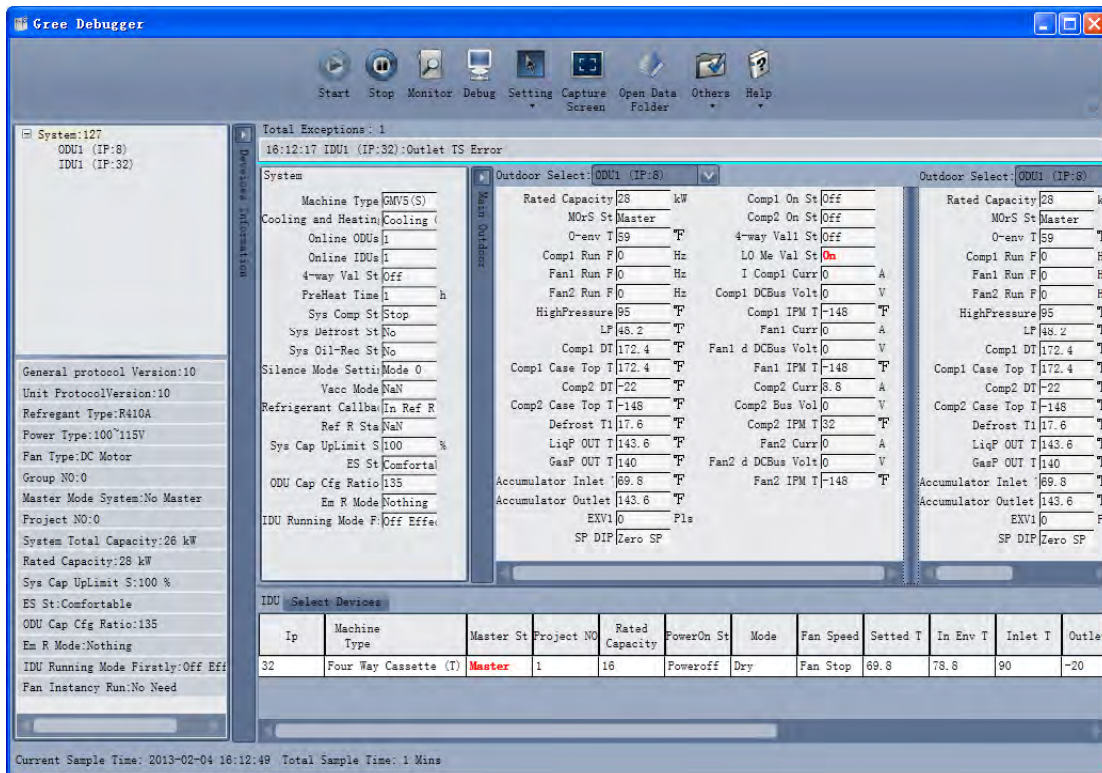 Gree Debugger
Start Stop Monitor Debug Setting Capture Screen Open Data Folder Others Help
System:127
ODU1 (IP:8)
IDU1 (IP:32)
Devices Information
Total Exceptions: 1
16:12:17 IDU1 (IP:32):Outlet TS Error
System
Machine Type GMV5(S)
Cooling and Heatin Cooling
Online ODUs 1
Online IDUs 1
4-way Val St Off
PreHeat Time 1 h
Sys Comp St Stop
Sys Defrost St No
Sys Oil-Rec St No
Silence Mode Settin Mode 0
Vacc Mode NaN
Refrigerant Callba In Ref R
Ref R Sta NaN
Sys Cap UpLimit S 100 %
ES St Comfortal
ODU Cap Cfg Ratio 135
Em R Mode Nothing
IDU Running Mode F: Off Effe
Main Outdoor
Outdoor Select: ODU1 (IP:8)
Rated Capacity 28 kW
MOrS St Master
O-env T 59 ℉
Comp1 Run F 0 Hz
Fan1 Run F 0 Hz
Fan2 Run F 0 Hz
HighPressure 95 ℉
LP 48.2 ℉
Comp1 DT 172.4 ℉
Comp1 Case Top T 172.4 ℉
Comp2 DT -22 ℉
Comp2 Case Top T -148 ℉
Defrost T1 17.6 ℉
LiqP OUT T 143.6 ℉
GasP OUT T 140 ℉
Accumulator Inlet 69.8 ℉
Accumulator Outlet 143.6 ℉
EXV1 0 Pls
SP DIP Zero SP
Comp1 On St Off
Comp2 On St Off
4-way Val1 St Off
LO Me Val St On
I Comp1 Curr 0 A
Comp1 DCBus Volt 0 V
Comp1 IPM T -148 ℉
Fan1 Curr 0 A
Fan1 d DCBus Volt 0 V
Fan1 IPM T -148 ℉
Comp2 Curr 8.8 A
Comp2 Bus Vol 0 V
Comp2 IPM T 32 ℉
Fan2 Curr 0 A
Fan2 d DCBus Volt 0 V
Fan2 IPM T -148 ℉
Outdoor Select: ODU1 (IP:8)
Rated Capacity 28
MOrS St Master
O-env T 59
Comp1 Run F 0
Fan1 Run F 0
Fan2 Run F 0
HighPressure 95
LP 48.2
Comp1 DT 172.4
Comp1 Case Top T 172.4
Comp2 DT -22
Comp2 Case Top T -148
Defrost T1 17.6
LiqP OUT T 143.6
GasP OUT T 140
Accumulator Inlet 69.8
Accumulator Outlet 143.6
EXV1 0
SP DIP Zero SP
General protocol Version:10
Unit ProtocolVersion:10
Refregant Type:R410A
Power Type:100~115V
Fan Type:DC Motor
Group NO:0
Master Mode System:No Master
Project NO:0
System Total Capacity:26 kW
Rated Capacity:28 kW
Sys Cap UpLimit S:100 %
ES St:Comfortable
ODU Cap Cfg Ratio:135
Em R Mode:Nothing
IDU Running Mode Firstly:Off Eff
Fan Instancy Run:No Need
IDU Select Devices
Ip Machine Type Master St Project NO Rated Capacity PowerOn St Mode Fan Speed Setted T In Env T Inlet T Outle
32 Four Way Cassette (T) Master 1 16 Poweroff Dry Fan Stop 69.8 78.8 90 -20
Current Sample Time: 2013-02-04 16:12:49 Total Sample Time: 1 Mins